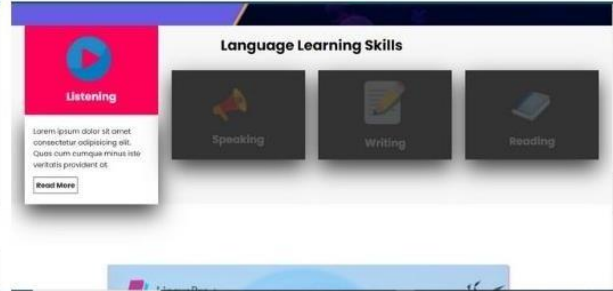 Language Learning Skills
Listening
Lorem ipsum dolor sit amet
consectetur adipisicing elit.
Quas cum cumque minus iste
veritatis provident at.
Read More
Speaking
Writing
Reading